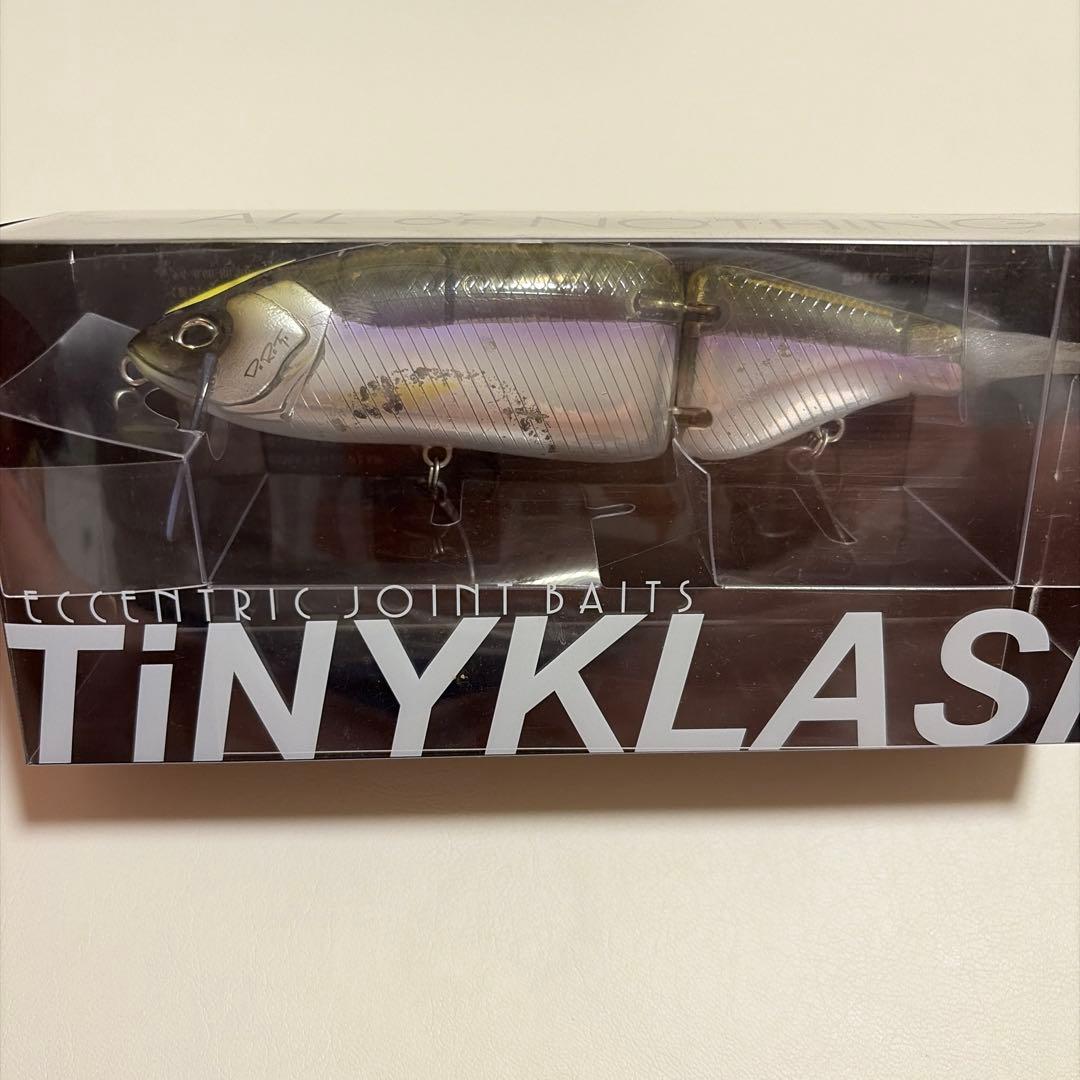 ALL or NOTHING
D.R.T.
ECCENTRIC JOINT BAITS
TiNYKLAS